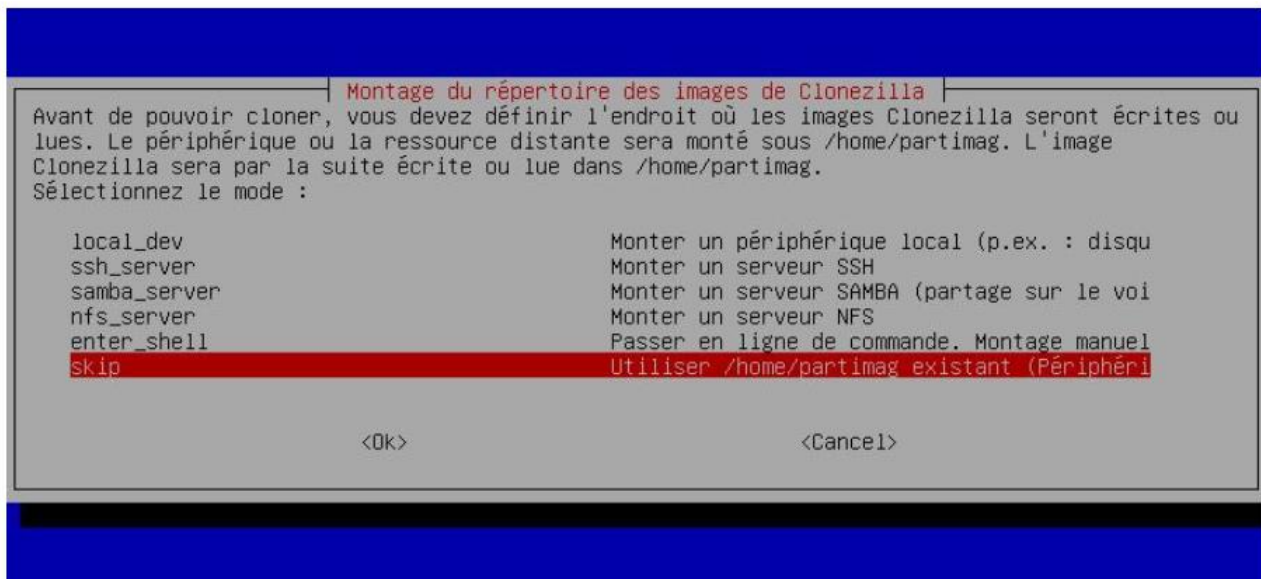 Montage du répertoire des images de Clonezilla
Avant de pouvoir cloner, vous devez définir l'endroit où les images Clonezilla seront écrites ou
lues. Le périphérique ou la ressource distante sera monté sous /home/partimag. L'image
Clonezilla sera par la suite écrite ou lue dans /home/partimag.
Sélectionnez le mode :
local_dev Monter un périphérique local (p.ex. : disqu
ssh_server Monter un serveur SSH
samba_server Monter un serveur SAMBA (partage sur le voi
nfs_server Monter un serveur NFS
enter_shell Passer en ligne de commande. Montage manuel
skip Utiliser /home/partimag existant (Périphéri
<Ok> <Cancel>